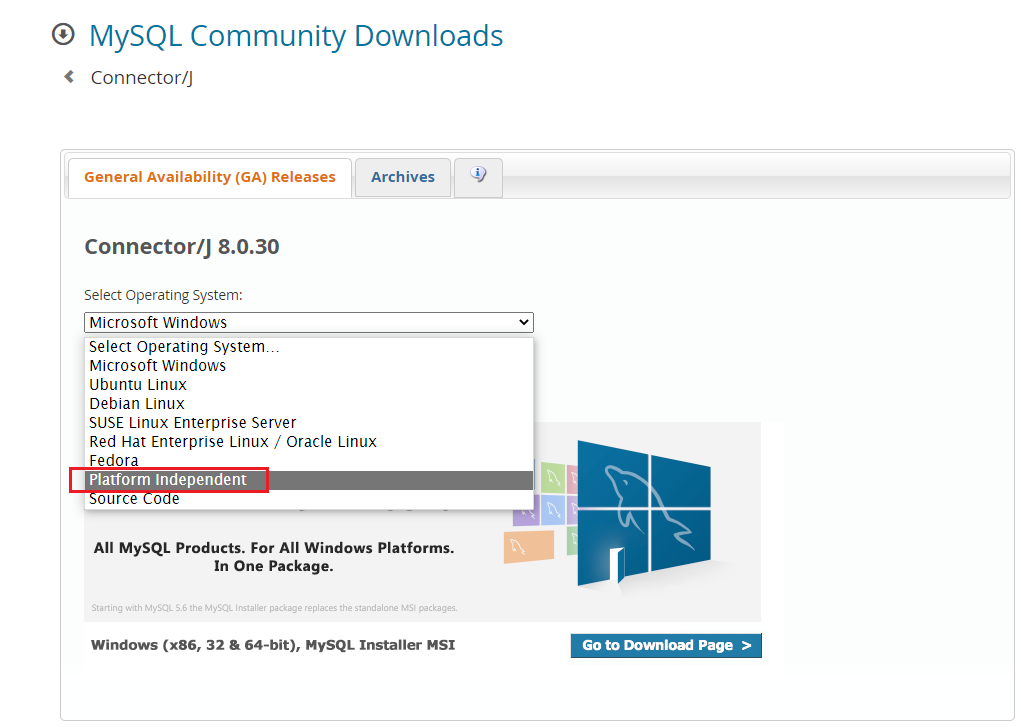 MySQL Community Downloads
Connector/J
General Availability (GA) Releases
Archives
Connector/J 8.0.30
Select Operating System:
Microsoft Windows
Select Operating System...
Microsoft Windows
Ubuntu Linux
Debian Linux
SUSE Linux Enterprise Server
Red Hat Enterprise Linux / Oracle Linux
Fedora
Platform Independent
Source Code
All MySQL Products. For All Windows Platforms.
In One Package.
Starting with MySQL 5.6 the MySQL Installer package replaces the standalone MSI packages.
Windows (x86, 32 & 64-bit), MySQL Installer MSI
Go to Download Page >